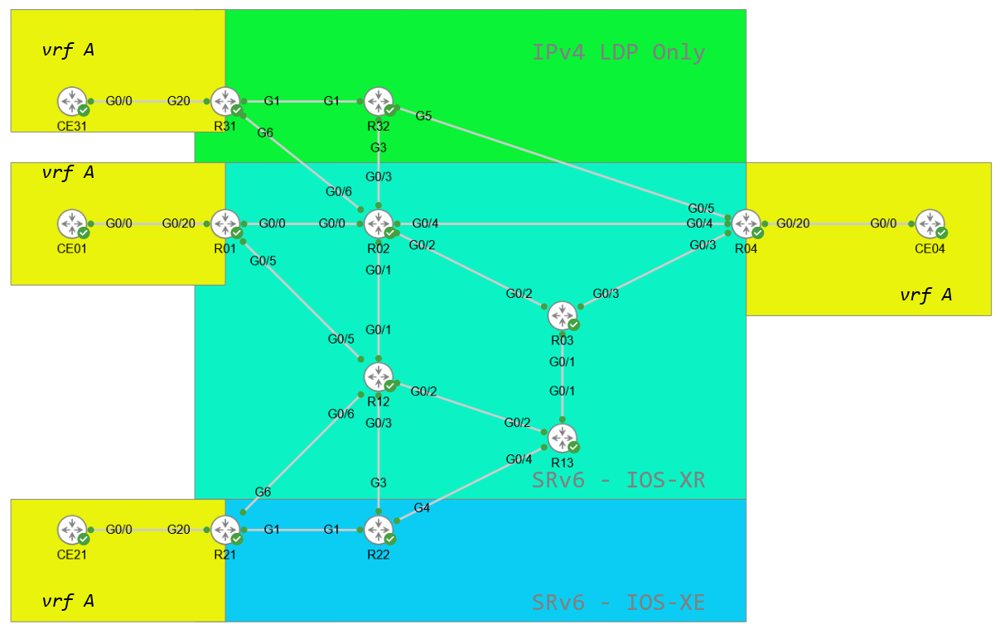 vrf A
IPv4 LDP Only
G0/0
G20
G1
G1
CE31
R31
R32
G5
G6
G3
vrf A
G0/3
G0/6
G0/5
G0/0
G0/20
G0/0
G0/0
G0/4
G0/4
G0/20
G0/0
CE01
R01
R02
R04
CE04
G0/2
G0/3
G0/5
G0/1
G0/2
G0/3
vrf A
G0/1
G0/5
R03
G0/1
G0/1
G0/2
R12
G0/6
G0/3
G0/2
G0/4
R13
SRv6 - IOS-XR
G3
G6
G4
G0/0
G20
G1
G1
CE21
R21
R22
vrf A
SRv6 - IOS-XE